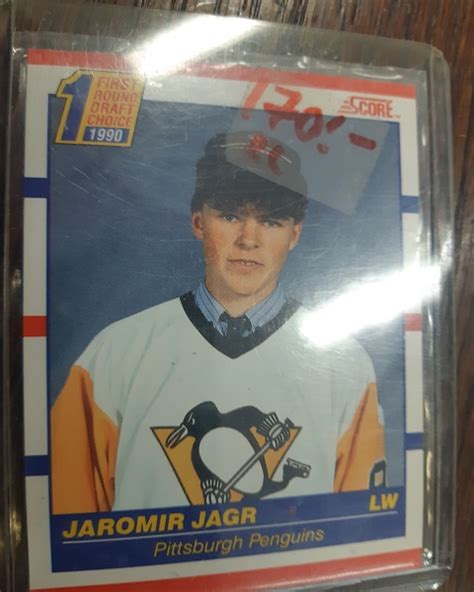 1
FIRST
ROUND
DRAFT
CHOICE
1990
SCORE
170:-
JAROMIR JAGR
LW
Pittsburgh Penguins